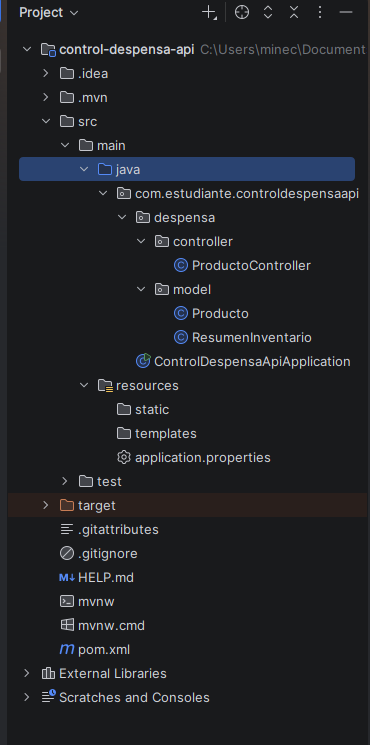 Project
control-despensa-api C:\Users\minec\Document
.idea
.mvn
src
main
java
com.estudiante.controldespensaapi
despensa
controller
ProductoController
model
Producto
ResumenInventario
ControlDespensaApiApplication
resources
static
templates
application.properties
test
target
.gitattributes
.gitignore
M↓ HELP.md
mvnw
mvnw.cmd
m pom.xml
External Libraries
Scratches and Consoles